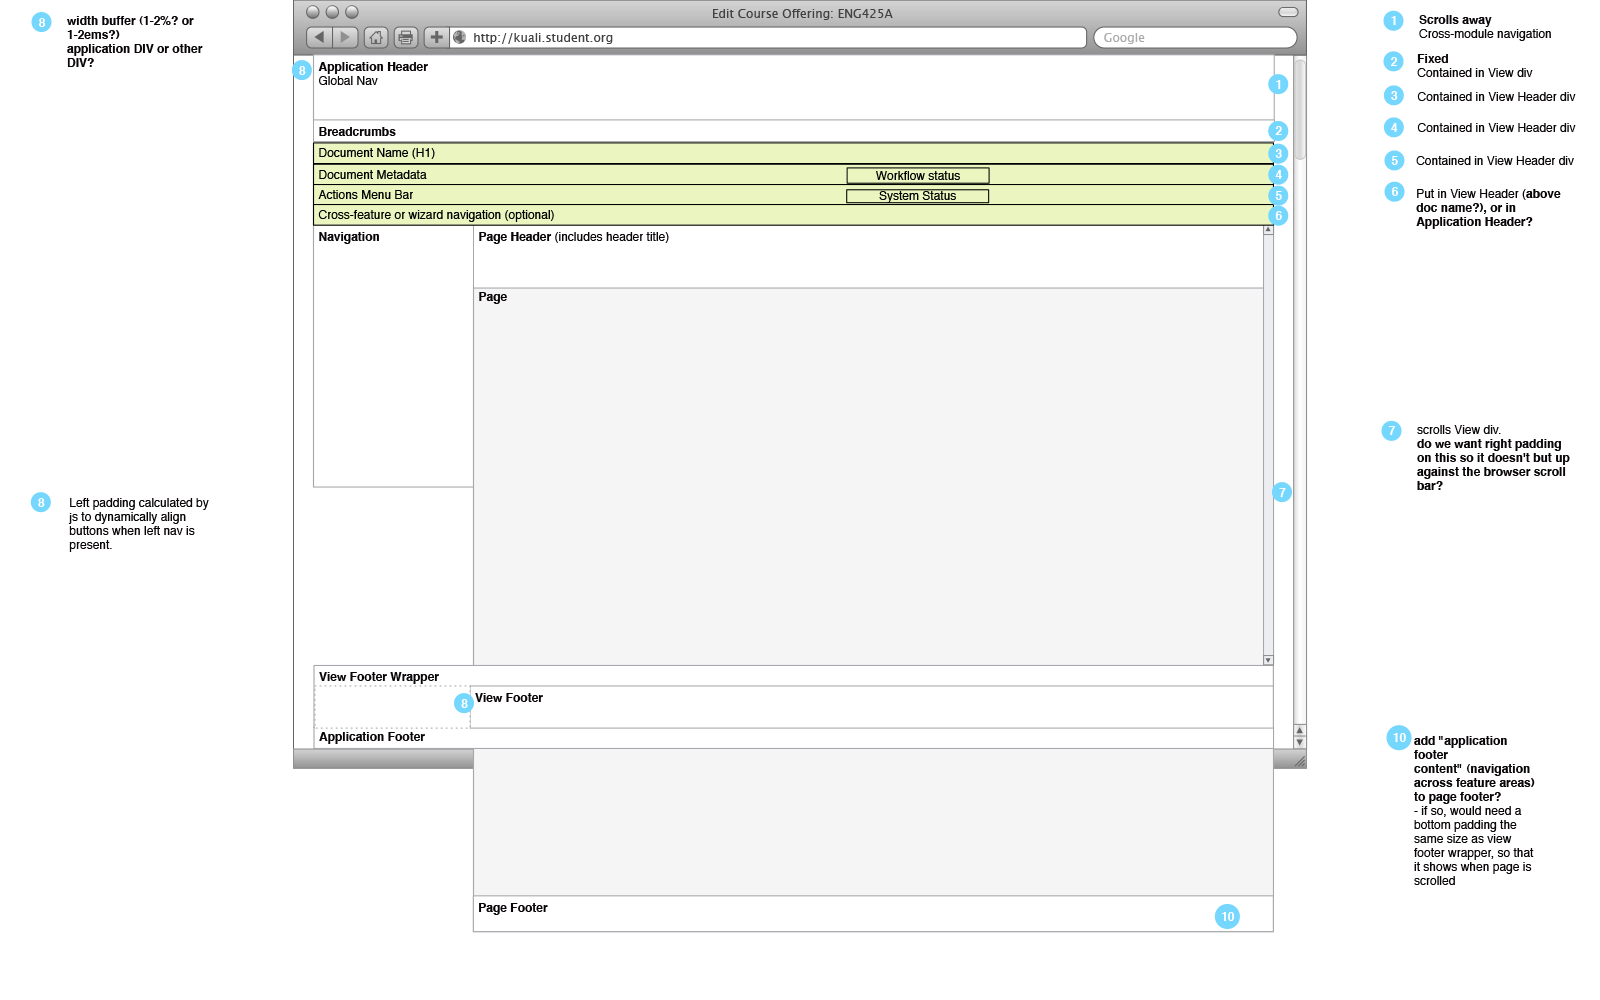 8
width buffer (1-2%? or
1-2ems?)
application DIV or other
DIV?
8
Left padding calculated by
js to dynamically align
buttons when left nav is
present.
Edit Course Offering: ENG425A
http://kuali.student.org
Google
8
Application Header
Global Nav
1
Breadcrumbs
2
Document Name (H1)
3
Document Metadata
Workflow status
4
Actions Menu Bar
System Status
5
Cross-feature or wizard navigation (optional)
6
Navigation
Page Header (includes header title)
Page
7
View Footer Wrapper
8
View Footer
Application Footer
Page Footer
10
1
Scrolls away
Cross-module navigation
2
Fixed
Contained in View div
3
Contained in View Header div
4
Contained in View Header div
5
Contained in View Header div
6
Put in View Header (above
doc name?), or in
Application Header?
7
scrolls View div.
do we want right padding
on this so it doesn't but up
against the browser scroll
bar?
10
add "application
footer
content" (navigation
across feature areas)
to page footer?
- if so, would need a
bottom padding the
same size as view
footer wrapper, so that
it shows when page is
scrolled